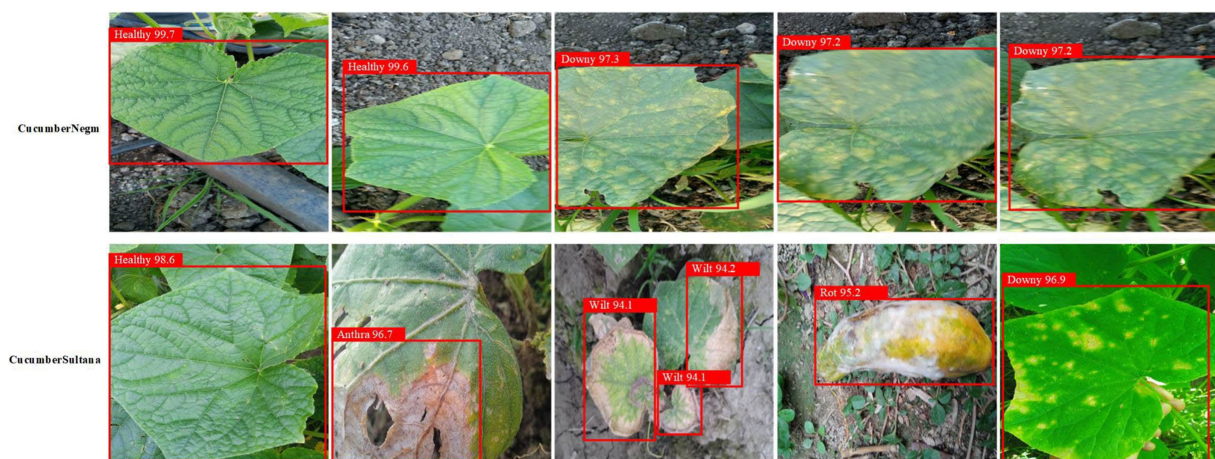 Healthy 99.7
Healthy 99.6
Downy 97.3
Downy 97.2
Downy 97.2
CucumberNegm
Healthy 98.6
Anthra 96.7
Wilt 94.2
Wilt 94.1
Wilt 94.1
Rot 95.2
Downy 96.9
CucumberSultana